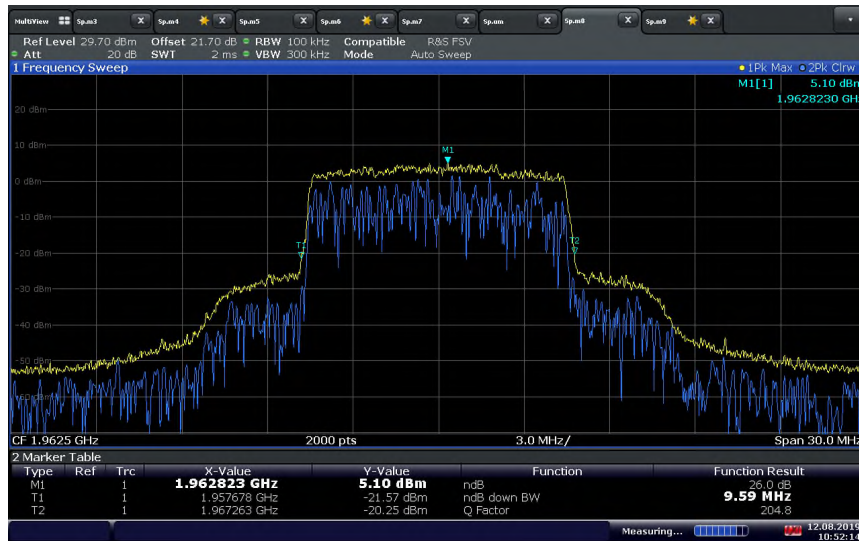 MultiView Sp.m3 X Sp.m4 X Sp.m5 X Sp.m6 X Sp.m7 X Sp.um X Sp.m8 X Sp.m9 X
Ref Level 29.70 dBm Offset 21.70 dB RBW 100 kHz Compatible R&S FSV
Att 20 dB SWT 2 ms VBW 300 kHz Mode Auto Sweep
1 Frequency Sweep 1Pk Max 2Pk Clrw
M1[1] 5.10 dBm
1.9628230 GHz
20 dBm
10 dBm
M1
0 dBm
-10 dBm
T2
-20 dBm
-30 dBm
-40 dBm
-50 dBm
-60 dBm
CF 1.9625 GHz 2000 pts 3.0 MHz/ Span 30.0 MHz
2 Marker Table
Type Ref Trc X-Value Y-Value Function Function Result
M1 1 1.962823 GHz 5.10 dBm ndB 26.0 dB
T1 1 1.957678 GHz -21.57 dBm ndB down BW 9.59 MHz
T2 1 1.967263 GHz -20.25 dBm Q Factor 204.8
Measuring... 12.08.2019
10:52:14